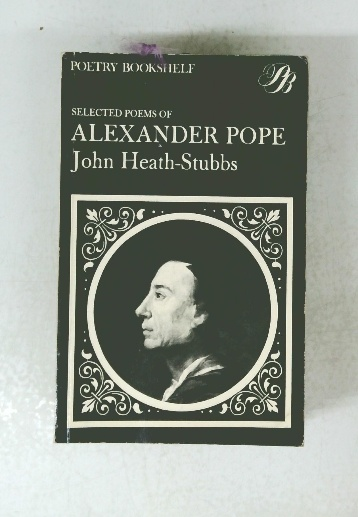 POETRY BOOKSHELF
PB
SELECTED POEMS OF
ALEXANDER POPE
John Heath-Stubbs